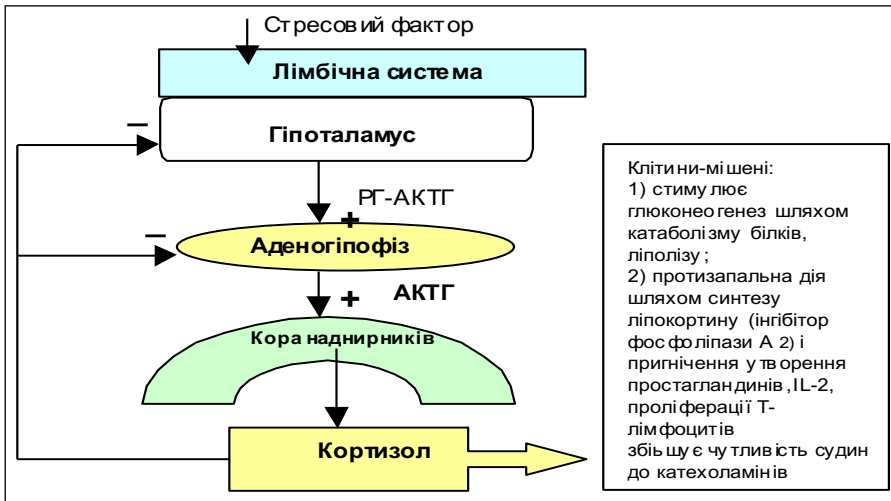 Стресовий фактор
Лімбічна система
–
Гіпоталамус
РГ-АКТГ
+
–
Аденогіпофіз
+ АКТГ
Кора наднирників
Кортизол
Клітини-мішені:
1) стимулює
глюконеогенез шляхом
катаболізму білків,
ліполізу;
2) протизапальна дія
шляхом синтезу
ліпокортину (інгібітор
фосфоліпази А 2) і
пригнічення утворення
простагландинів,IL-2,
проліферації Т-
лімфоцитів
збіьшує чутливість судин
до катехоламінів